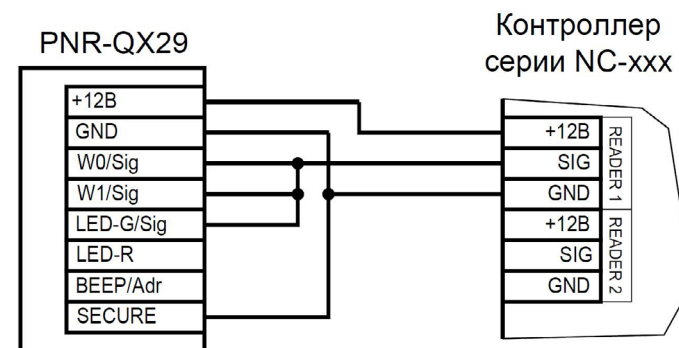 PNR-QX29
+12В
GND
W0/Sig
W1/Sig
LED-G/Sig
LED-R
BEEP/Adr
SECURE
Контроллер
серии NC-xxx
+12В
SIG
GND
READER 1
+12В
SIG
GND
READER 2